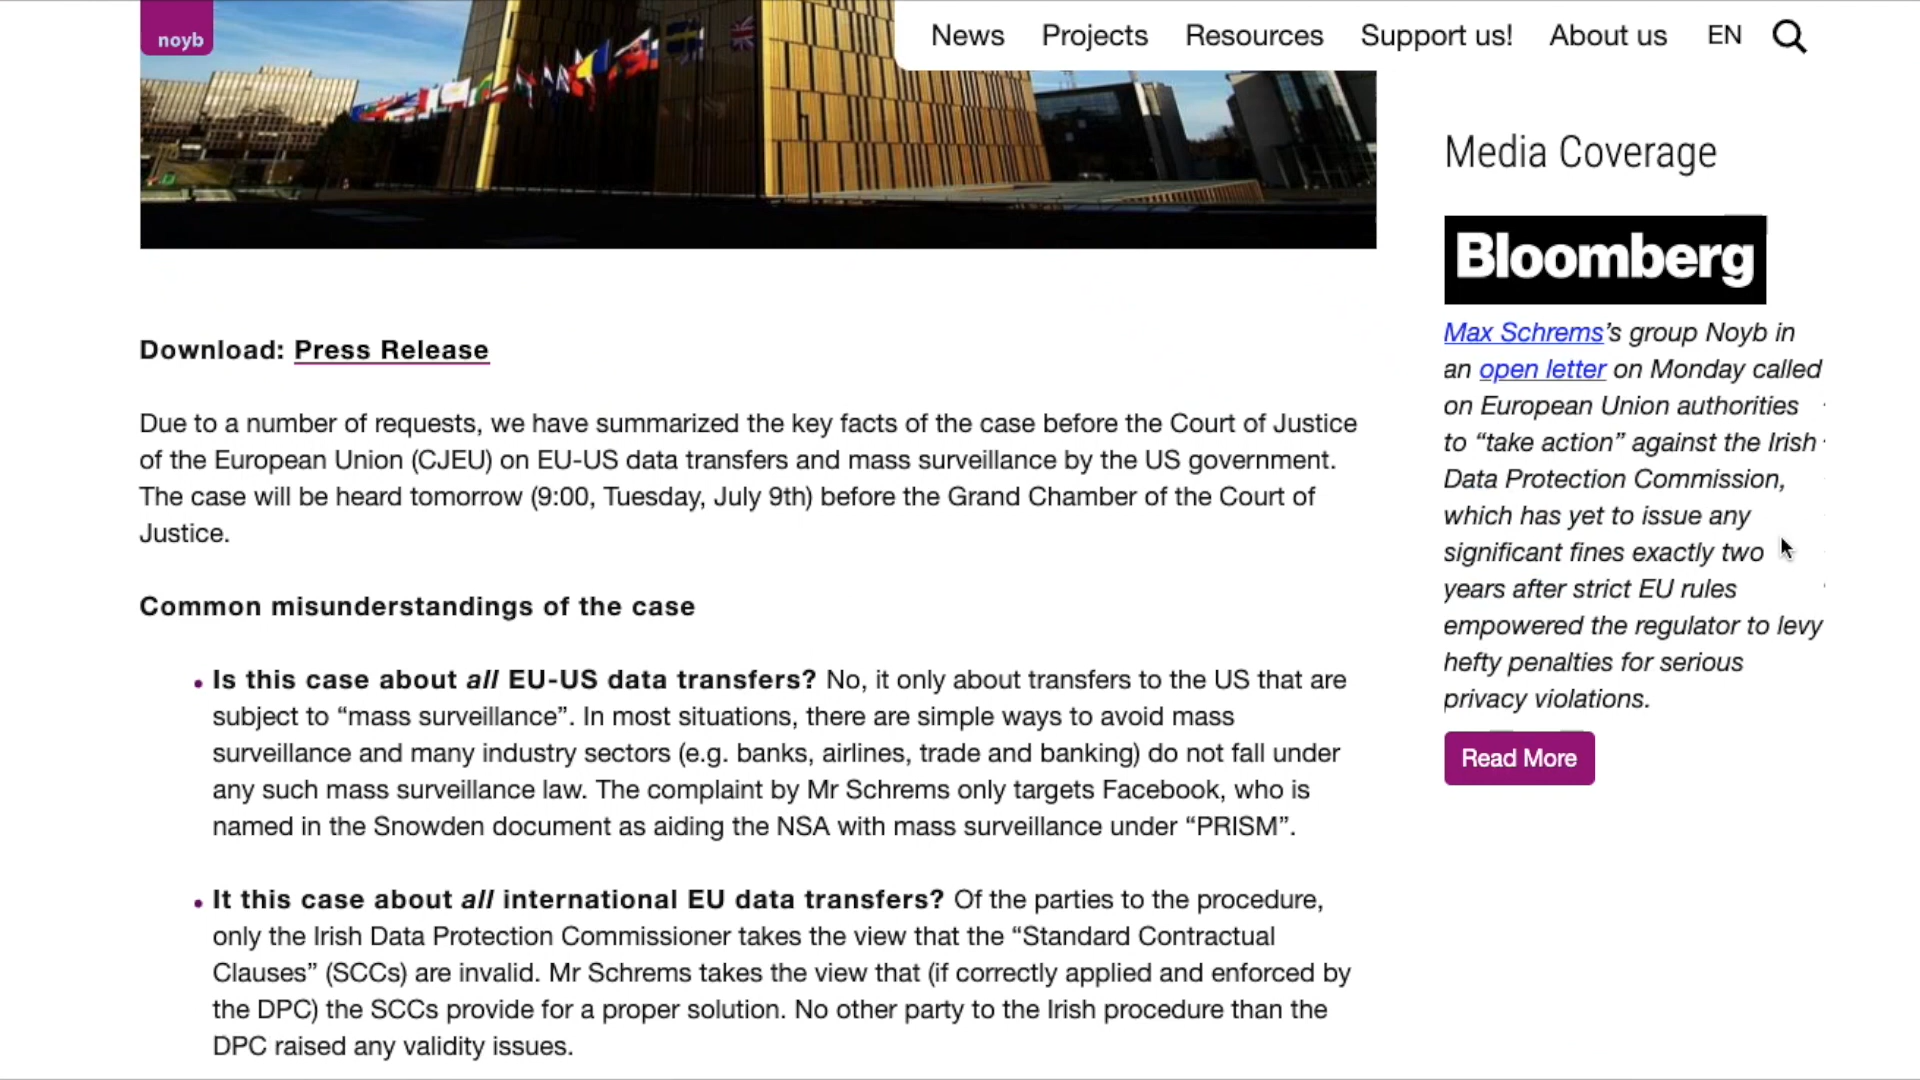 noyb
News Projects Resources Support us! About us EN
Download: Press Release
Due to a number of requests, we have summarized the key facts of the case before the Court of Justice
of the European Union (CJEU) on EU-US data transfers and mass surveillance by the US government.
The case will be heard tomorrow (9:00, Tuesday, July 9th) before the Grand Chamber of the Court of
Justice.
Common misunderstandings of the case
• Is this case about all EU-US data transfers? No, it only about transfers to the US that are
subject to “mass surveillance”. In most situations, there are simple ways to avoid mass
surveillance and many industry sectors (e.g. banks, airlines, trade and banking) do not fall under
any such mass surveillance law. The complaint by Mr Schrems only targets Facebook, who is
named in the Snowden document as aiding the NSA with mass surveillance under “PRISM”.
• It this case about all international EU data transfers? Of the parties to the procedure,
only the Irish Data Protection Commissioner takes the view that the “Standard Contractual
Clauses” (SCCs) are invalid. Mr Schrems takes the view that (if correctly applied and enforced by
the DPC) the SCCs provide for a proper solution. No other party to the Irish procedure than the
DPC raised any validity issues.
Media Coverage
Bloomberg
Max Schrems’s group Noyb in
an open letter on Monday called
on European Union authorities
to “take action” against the Irish
Data Protection Commission,
which has yet to issue any
significant fines exactly two
years after strict EU rules
empowered the regulator to levy
hefty penalties for serious
privacy violations.
Read More